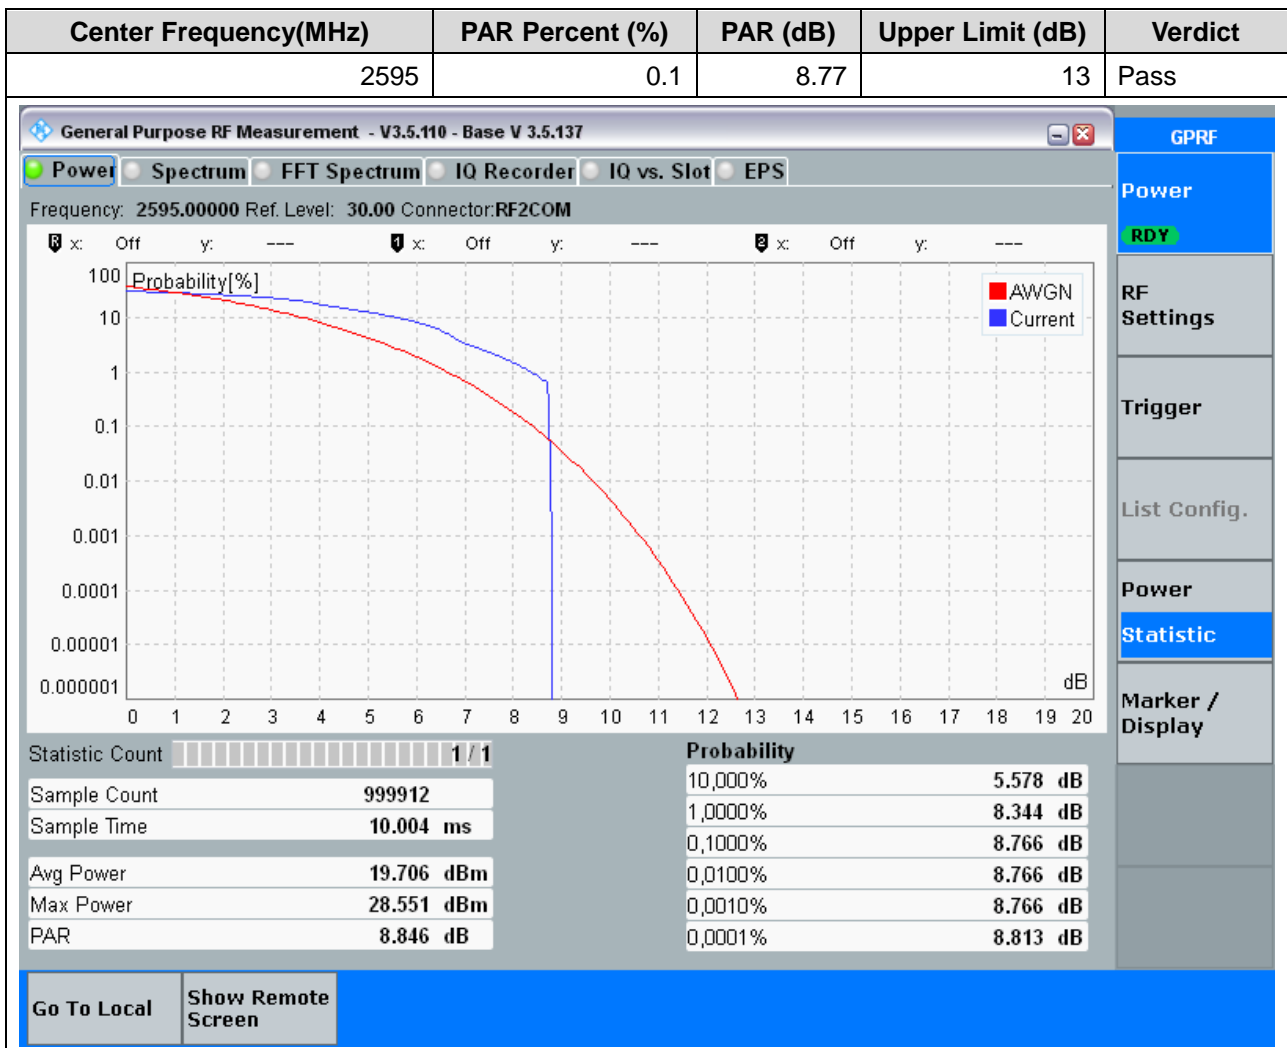 Center Frequency(MHz) PAR Percent (%) PAR (dB) Upper Limit (dB) Verdict
2595 0.1 8.77 13 Pass
General Purpose RF Measurement - V3.5.110 - Base V 3.5.137
GPRF
Power Spectrum FFT Spectrum IQ Recorder IQ vs. Slot EPS
Power
RDY
Frequency: 2595.00000 Ref. Level: 30.00 Connector:RF2COM
R x: Off y: --- 1 x: Off y: --- 2 x: Off y: ---
Probability[%]
AWGN
Current
100
10
1
0.1
0.01
0.001
0.0001
0.00001
0.000001
dB
0 1 2 3 4 5 6 7 8 9 10 11 12 13 14 15 16 17 18 19 20
RF
Settings
Trigger
List Config.
Power
Statistic
Marker /
Display
Statistic Count 1 / 1
Sample Count 999912
Sample Time 10.004 ms
Avg Power 19.706 dBm
Max Power 28.551 dBm
PAR 8.846 dB
Probability
10,000% 5.578 dB
1,0000% 8.344 dB
0,1000% 8.766 dB
0,0100% 8.766 dB
0,0010% 8.766 dB
0,0001% 8.813 dB
Go To Local
Show Remote
Screen